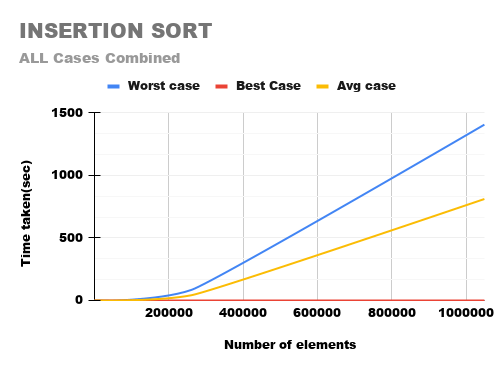 INSERTION SORT
ALL Cases Combined
Worst case Best Case Avg case
1500
1000
500
0
Time taken(sec)
200000 400000 600000 800000 1000000
Number of elements